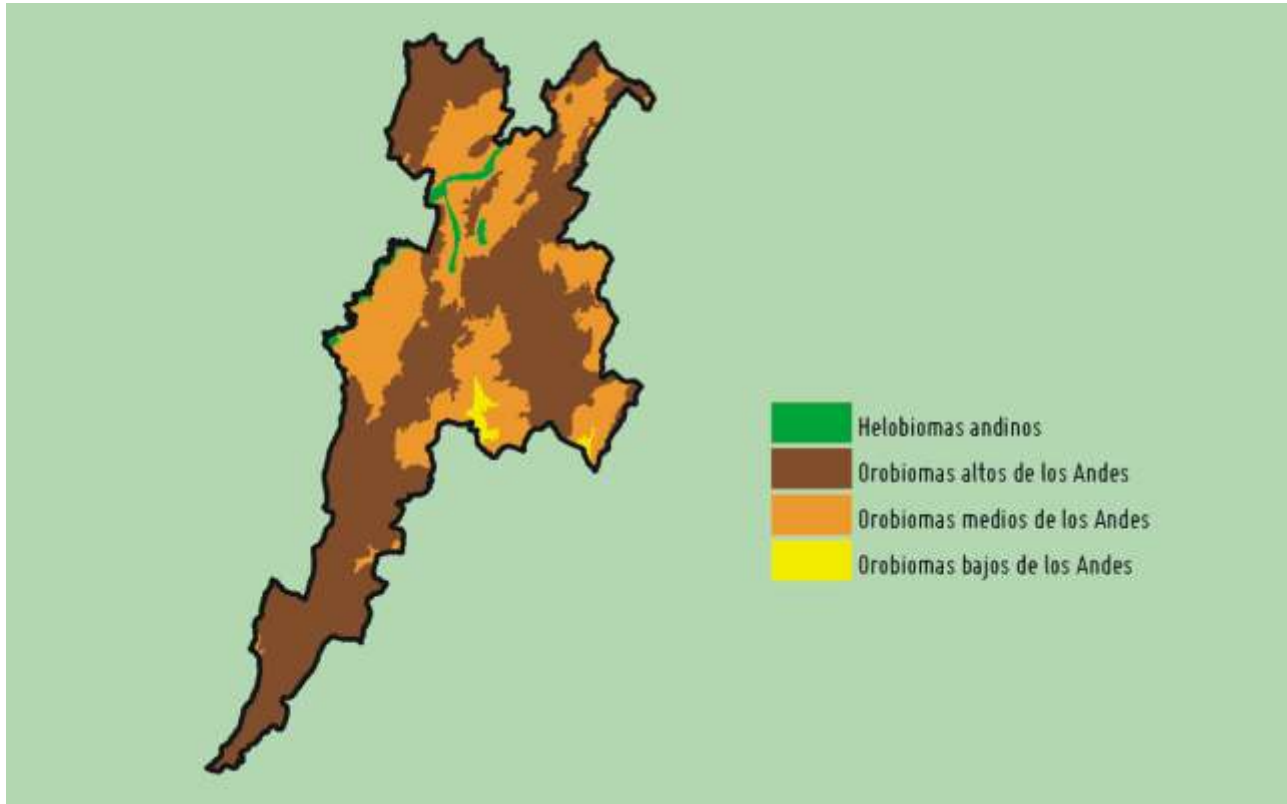 Helobiomas andinos
Orobiomas altos de los Andes
Orobiomas medios de los Andes
Orobiomas bajos de los Andes